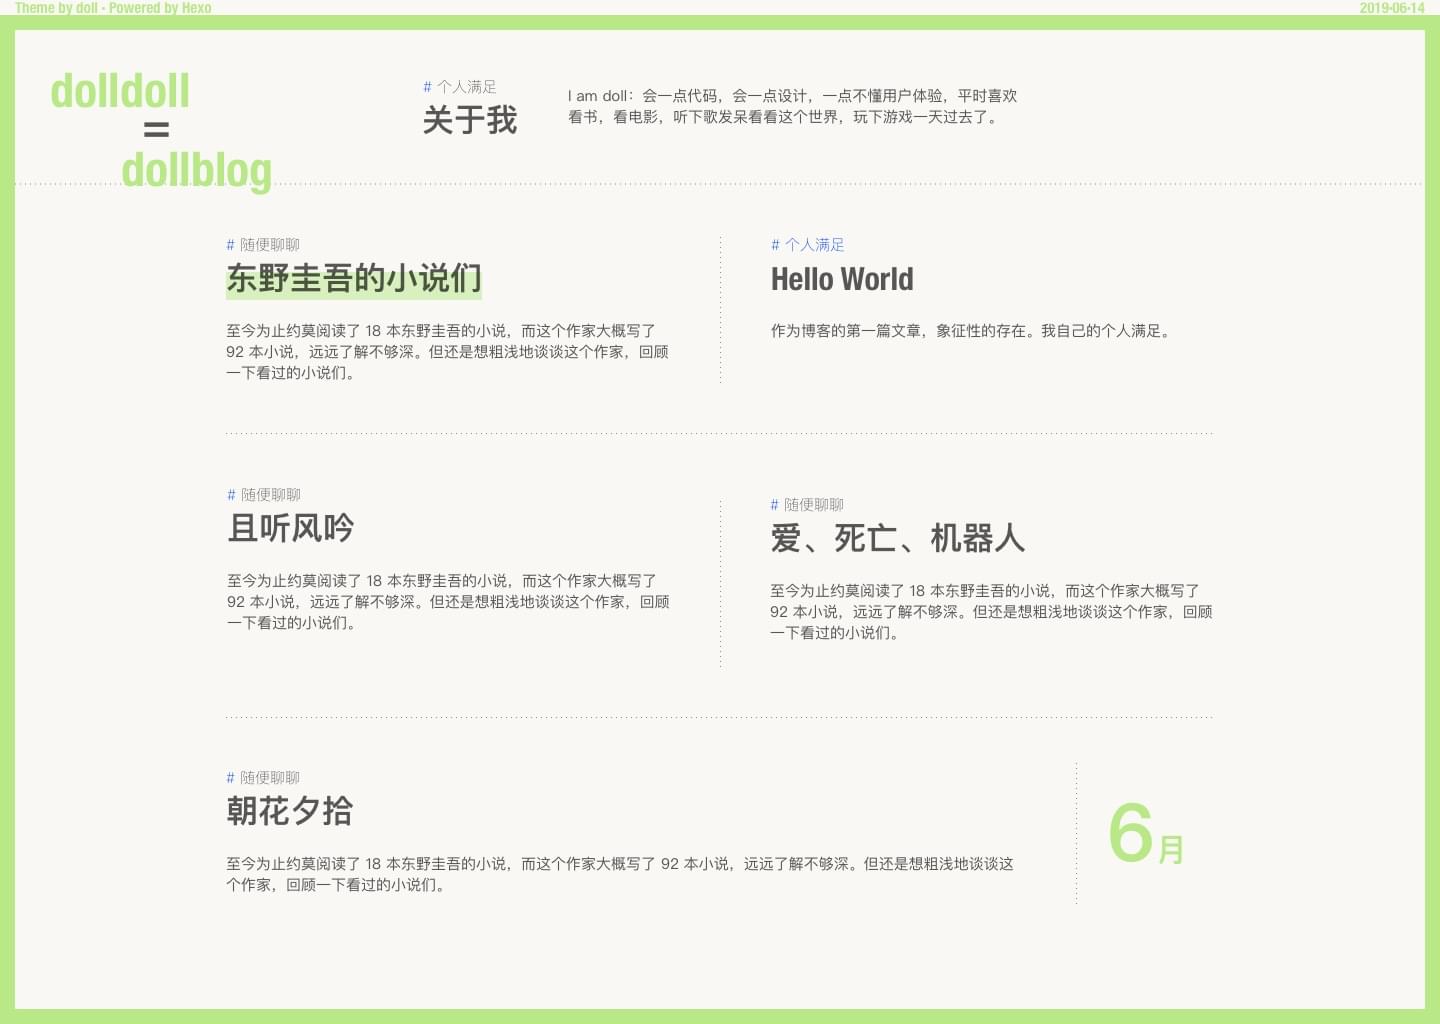 Theme by doll · Powered by Hexo
2019·06·14
dolldoll
=
dollblog
# 个人满足
关于我
I am doll：会一点代码，会一点设计，一点不懂用户体验，平时喜欢
看书，看电影，听下歌发呆看看这个世界，玩下游戏一天过去了。
# 随便聊聊
东野圭吾的小说们
至今为止约莫阅读了 18 本东野圭吾的小说，而这个作家大概写了
92 本小说，远远了解不够深。但还是想粗浅地谈谈这个作家，回顾
一下看过的小说们。
# 个人满足
Hello World
作为博客的第一篇文章，象征性的存在。我自己的个人满足。
# 随便聊聊
且听风吟
至今为止约莫阅读了 18 本东野圭吾的小说，而这个作家大概写了
92 本小说，远远了解不够深。但还是想粗浅地谈谈这个作家，回顾
一下看过的小说们。
# 随便聊聊
爱、死亡、机器人
至今为止约莫阅读了 18 本东野圭吾的小说，而这个作家大概写了
92 本小说，远远了解不够深。但还是想粗浅地谈谈这个作家，回顾
一下看过的小说们。
# 随便聊聊
朝花夕拾
至今为止约莫阅读了 18 本东野圭吾的小说，而这个作家大概写了 92 本小说，远远了解不够深。但还是想粗浅地谈谈这
个作家，回顾一下看过的小说们。
6月